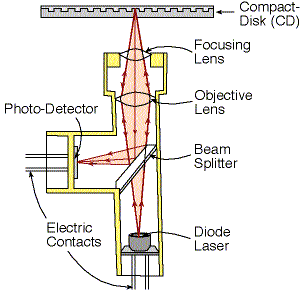 Compact-
Disk (CD)
Focusing
Lens
Objective
Lens
Photo-Detector
Beam
Splitter
Electric
Contacts
Diode
Laser